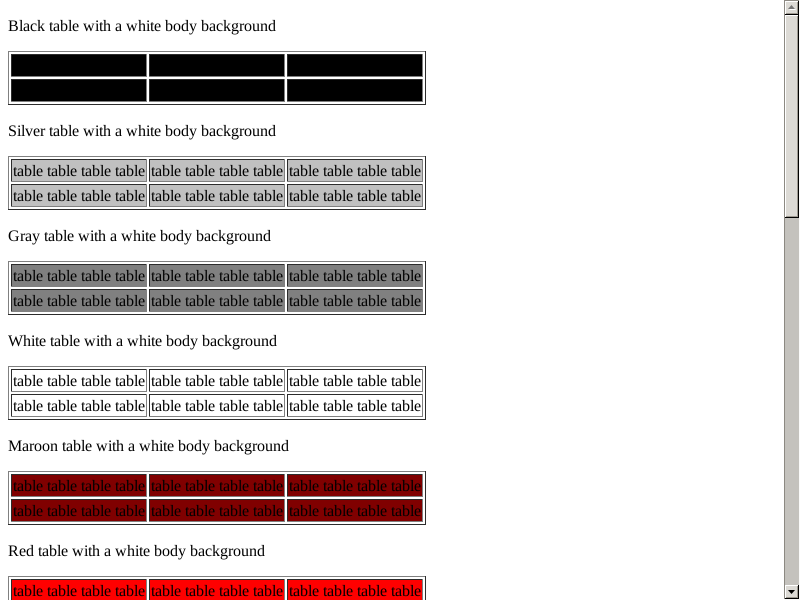 Black table with a white body background
Silver table with a white body background
table table table table table table table table table table table table
table table table table table table table table table table table table
Gray table with a white body background
table table table table table table table table table table table table
table table table table table table table table table table table table
White table with a white body background
table table table table table table table table table table table table
table table table table table table table table table table table table
Maroon table with a white body background
table table table table table table table table table table table table
table table table table table table table table table table table table
Red table with a white body background
table table table table table table table table table table table table